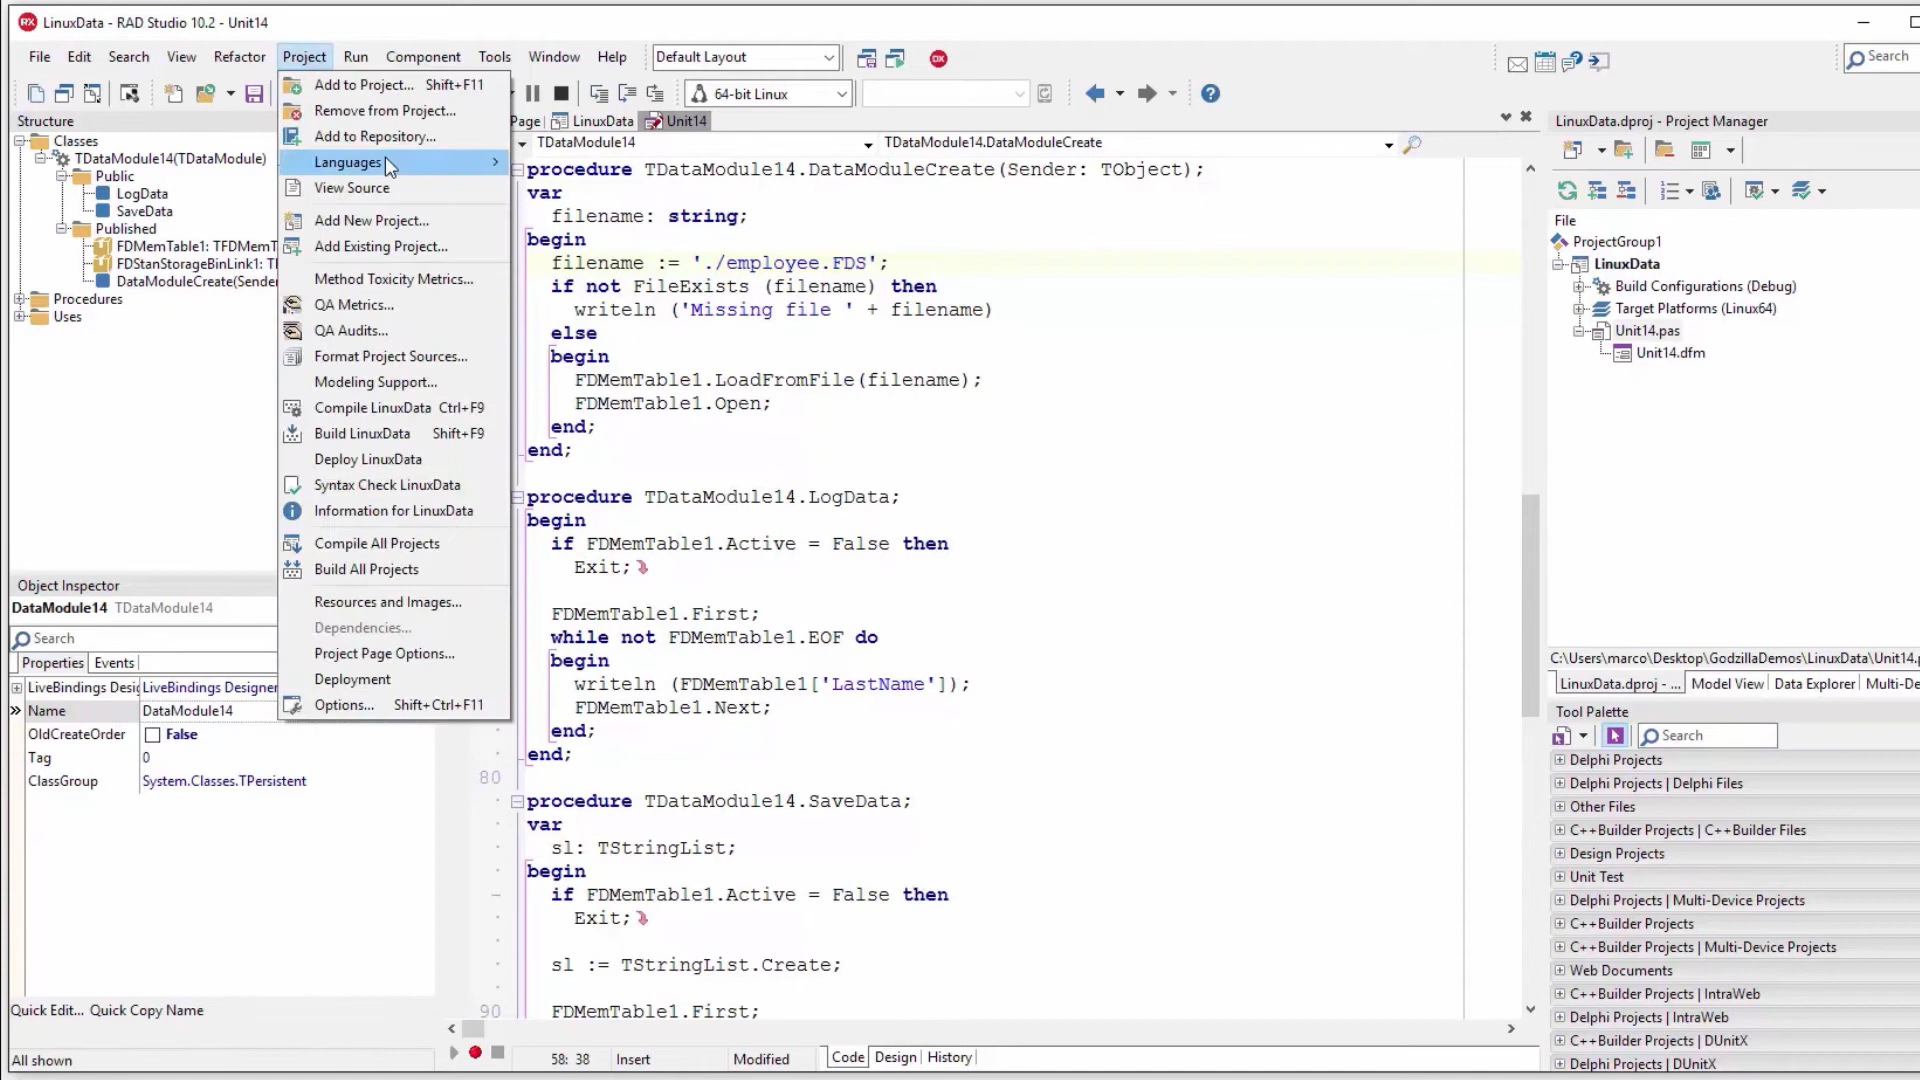 LinuxData - RAD Studio 10.2 - Unit14
File Edit Search View Refactor Project Run Component Tools Window Help Default Layout Search
64-bit Linux
Structure
Classes
TDataModule14(TDataModule)
Public
LogData
SaveData
Published
FDMemTable1: TFDMemT
FDStanStorageBinLink1: TF
DataModuleCreate(Sender
Procedures
Uses
Add to Project... Shift+F11
Remove from Project...
Add to Repository...
Languages
View Source
Add New Project...
Add Existing Project...
Method Toxicity Metrics...
QA Metrics...
QA Audits...
Format Project Sources...
Modeling Support...
Compile LinuxData Ctrl+F9
Build LinuxData Shift+F9
Deploy LinuxData
Syntax Check LinuxData
Information for LinuxData
Compile All Projects
Build All Projects
Resources and Images...
Dependencies...
Project Page Options...
Deployment
Options... Shift+Ctrl+F11
Object Inspector
DataModule14 TDataModule14
Search
Properties Events
LiveBindings Desig LiveBindings Designer
Name DataModule14
OldCreateOrder False
Tag 0
ClassGroup System.Classes.TPersistent
Quick Edit... Quick Copy Name
All shown
Page LinuxData Unit14
TDataModule14 TDataModule14.DataModuleCreate
procedure TDataModule14.DataModuleCreate(Sender: TObject);
var
filename: string;
begin
filename := './employee.FDS';
if not FileExists (filename) then
writeln ('Missing file ' + filename)
else
begin
FDMemTable1.LoadFromFile(filename);
FDMemTable1.Open;
end;
end;
procedure TDataModule14.LogData;
begin
if FDMemTable1.Active = False then
Exit;
FDMemTable1.First;
while not FDMemTable1.EOF do
begin
writeln (FDMemTable1['LastName']);
FDMemTable1.Next;
end;
end;
80
procedure TDataModule14.SaveData;
var
sl: TStringList;
begin
if FDMemTable1.Active = False then
Exit;
sl := TStringList.Create;
90 FDMemTable1.First;
58: 38 Insert Modified Code Design History
LinuxData.dproj - Project Manager
File
ProjectGroup1
LinuxData
Build Configurations (Debug)
Target Platforms (Linux64)
Unit14.pas
Unit14.dfm
C:\Users\marco\Desktop\GodzillaDemos\LinuxData\Unit14.p
LinuxData.dproj - ... Model View Data Explorer Multi-De
Tool Palette
Search
Delphi Projects
Delphi Projects | Delphi Files
Other Files
C++Builder Projects | C++Builder Files
Design Projects
Unit Test
Delphi Projects | Multi-Device Projects
C++Builder Projects
C++Builder Projects | Multi-Device Projects
Web Documents
C++Builder Projects | IntraWeb
Delphi Projects | IntraWeb
C++Builder Projects | DUnitX
Delphi Projects | DUnitX